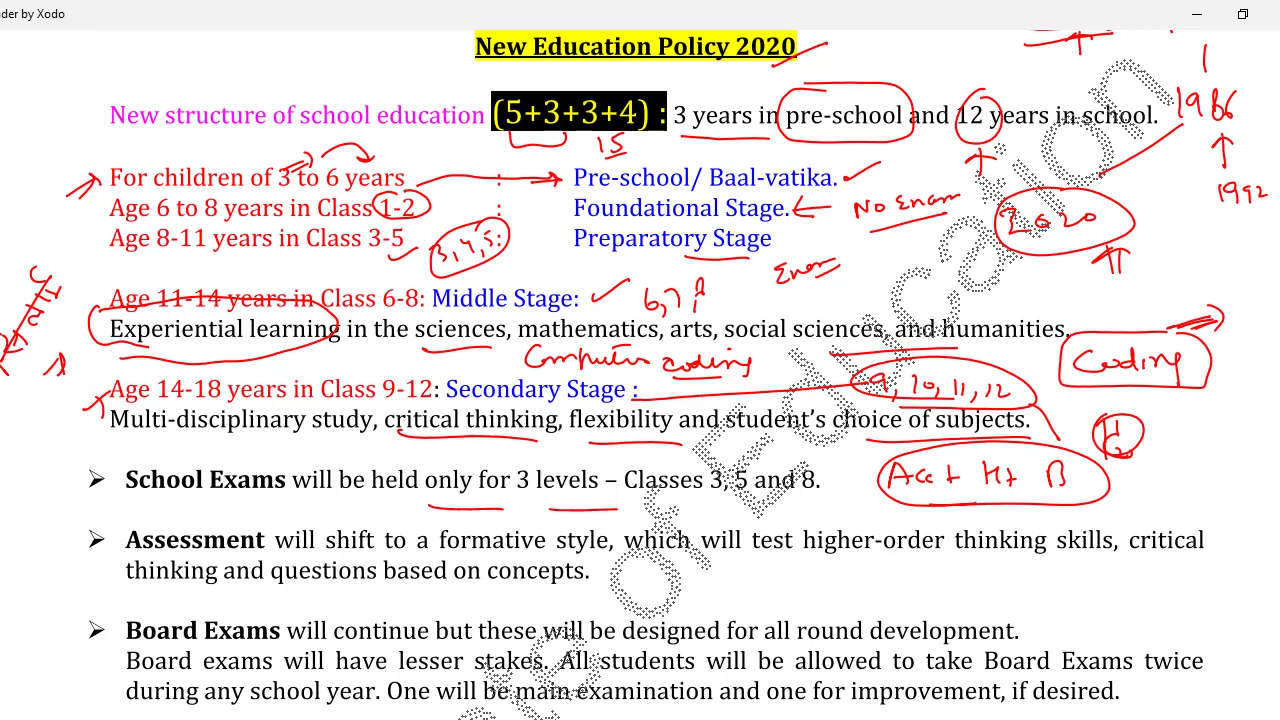 der by Xodo
New Education Policy 2020
1986
New structure of school education (5+3+3+4) : 3 years in pre-school and 12 years in school.
15
For children of 3 to 6 years : Pre-school/ Baal-vatika.
1992
Age 6 to 8 years in Class 1-2 : Foundational Stage.
No Exam
2020
Age 8-11 years in Class 3-5 : Preparatory Stage
3, 4, 5
Exam
Age 11-14 years in Class 6-8: Middle Stage:
6, 7, 8
Experiential learning in the sciences, mathematics, arts, social sciences, and humanities.
Computer coding
Coding
Age 14-18 years in Class 9-12: Secondary Stage :
9, 10, 11, 12
Multi-disciplinary study, critical thinking, flexibility and student's choice of subjects.
➢ School Exams will be held only for 3 levels – Classes 3, 5 and 8.
Acc + Ht B
➢ Assessment will shift to a formative style, which will test higher-order thinking skills, critical
thinking and questions based on concepts.
➢ Board Exams will continue but these will be designed for all round development.
Board exams will have lesser stakes. All students will be allowed to take Board Exams twice
during any school year. One will be main examination and one for improvement, if desired.
of Education